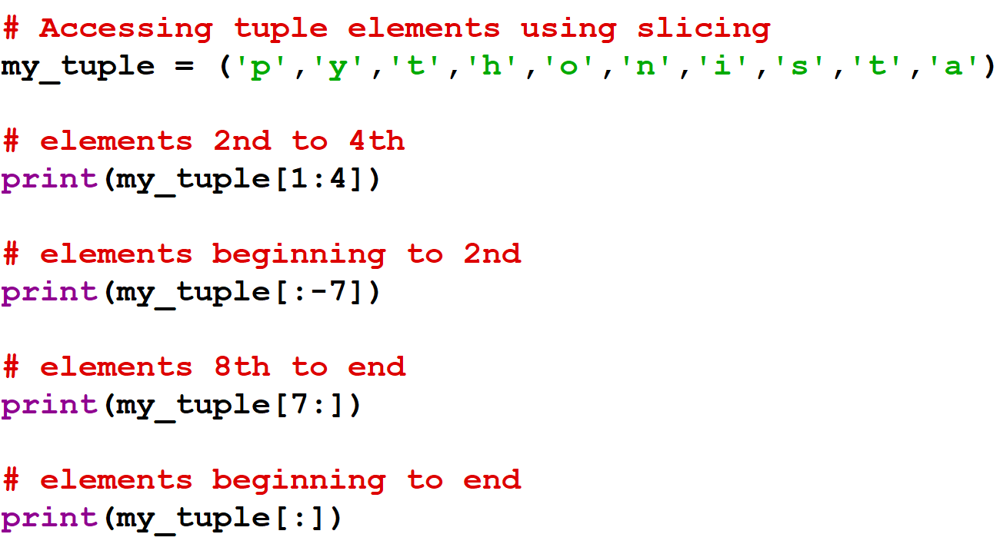 # Accessing tuple elements using slicing
my_tuple = ('p','y','t','h','o','n','i','s','t','a')
# elements 2nd to 4th
print(my_tuple[1:4])
# elements beginning to 2nd
print(my_tuple[:-7])
# elements 8th to end
print(my_tuple[7:])
# elements beginning to end
print(my_tuple[:])